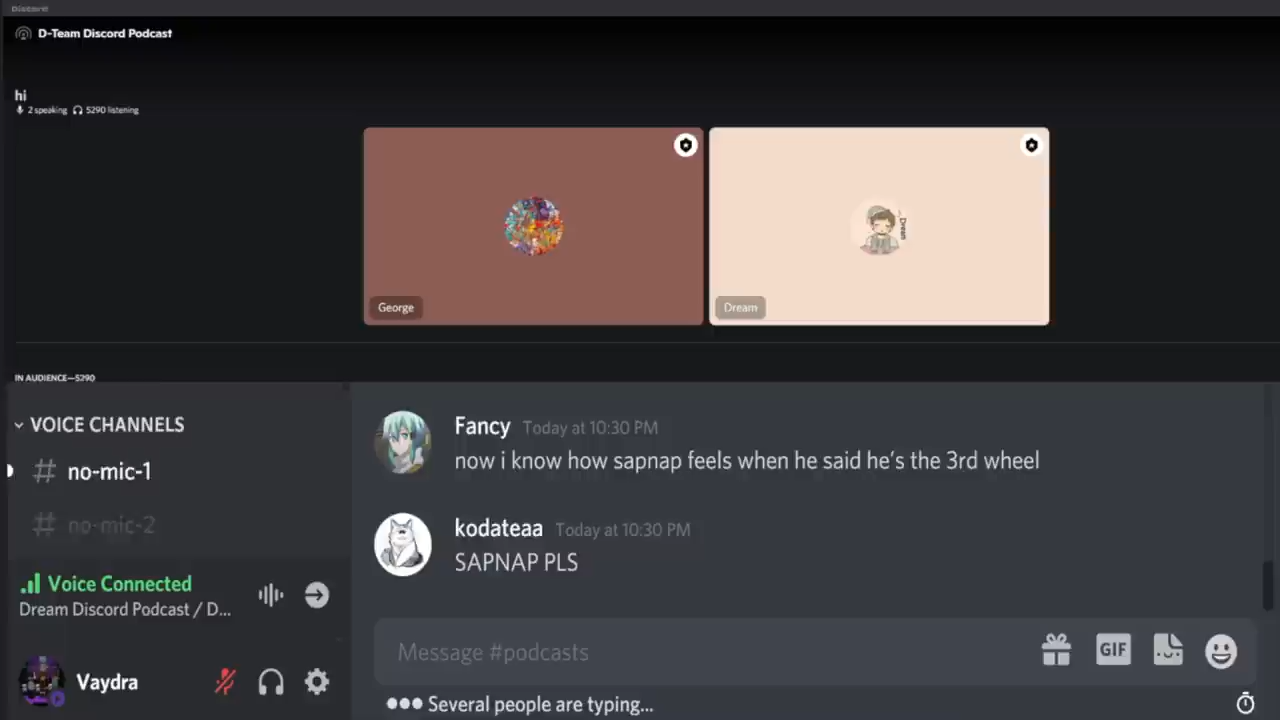 Discord
D-Team Discord Podcast
hi
2 speaking 5290 listening
Drean
George
Dream
IN AUDIENCE—5290
VOICE CHANNELS
no-mic-1
no-mic-2
Voice Connected
Dream Discord Podcast / D...
Vaydra
Fancy Today at 10:30 PM
now i know how sapnap feels when he said he's the 3rd wheel
kodateaa Today at 10:30 PM
SAPNAP PLS
Message #podcasts
GIF
Several people are typing...